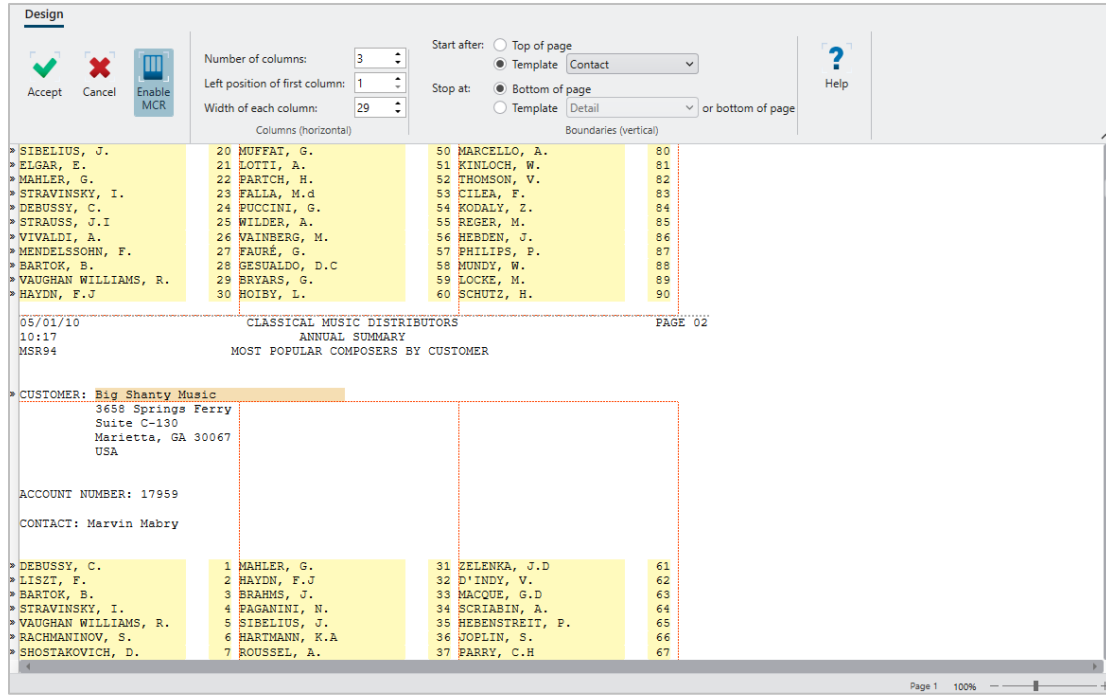 Design
Accept
Cancel
Enable MCR
Number of columns: 3
Left position of first column: 1
Width of each column: 29
Columns (horizontal)
Start after: Top of page
Template Contact
Stop at: Bottom of page
Template Detail or bottom of page
Boundaries (vertical)
Help
» SIBELIUS, J. 20 MUFFAT, G. 50 MARCELLO, A. 80
» ELGAR, E. 21 LOTTI, A. 51 KINLOCH, W. 81
» MAHLER, G. 22 PARTCH, H. 52 THOMSON, V. 82
» STRAVINSKY, I. 23 FALLA, M.d 53 CILEA, F. 83
» DEBUSSY, C. 24 PUCCINI, G. 54 KODALY, Z. 84
» STRAUSS, J.I 25 WILDER, A. 55 REGER, M. 85
» VIVALDI, A. 26 VAINBERG, M. 56 HEBDEN, J. 86
» MENDELSSOHN, F. 27 FAURÉ, G. 57 PHILIPS, P. 87
» BARTOK, B. 28 GESUALDO, D.C 58 MUNDY, W. 88
» VAUGHAN WILLIAMS, R. 29 BRYARS, G. 59 LOCKE, M. 89
» HAYDN, F.J 30 HOIBY, L. 60 SCHUTZ, H. 90
05/01/10 CLASSICAL MUSIC DISTRIBUTORS PAGE 02
10:17 ANNUAL SUMMARY
MSR94 MOST POPULAR COMPOSERS BY CUSTOMER
» CUSTOMER: Big Shanty Music
3658 Springs Ferry
Suite C-130
Marietta, GA 30067
USA
ACCOUNT NUMBER: 17959
CONTACT: Marvin Mabry
» DEBUSSY, C. 1 MAHLER, G. 31 ZELENKA, J.D 61
» LISZT, F. 2 HAYDN, F.J 32 D'INDY, V. 62
» BARTOK, B. 3 BRAHMS, J. 33 MACQUE, G.D 63
» STRAVINSKY, I. 4 PAGANINI, N. 34 SCRIABIN, A. 64
» VAUGHAN WILLIAMS, R. 5 SIBELIUS, J. 35 HEBENSTREIT, P. 65
» RACHMANINOV, S. 6 HARTMANN, K.A 36 JOPLIN, S. 66
» SHOSTAKOVICH, D. 7 ROUSSEL, A. 37 PARRY, C.H 67
Page 1 100%